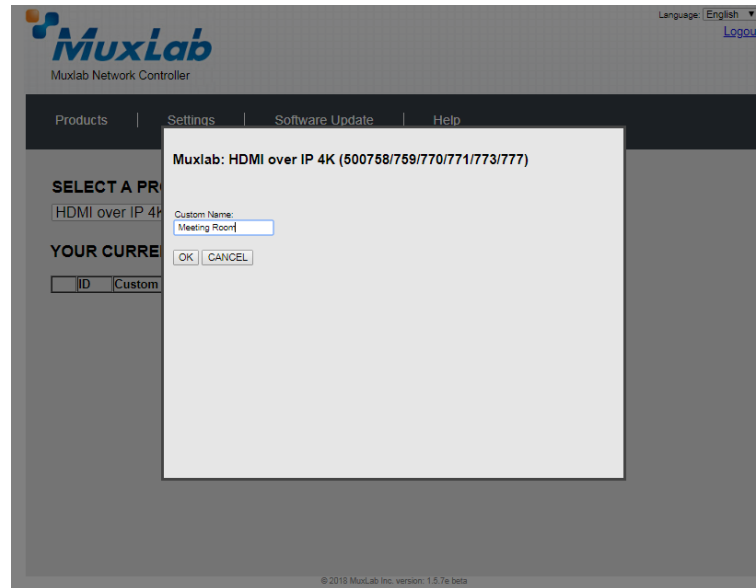 Language: English
MuxLab
Logou
Muxlab Network Controller
Products | Settings | Software Update | Help
Muxlab: HDMI over IP 4K (500758/759/770/771/773/777)
SELECT A PR
HDMI over IP 4K
Custom Name:
Meeting Room
YOUR CURRE
OK CANCEL
ID Custom
© 2018 MuxLab Inc. version: 1.5.7e beta